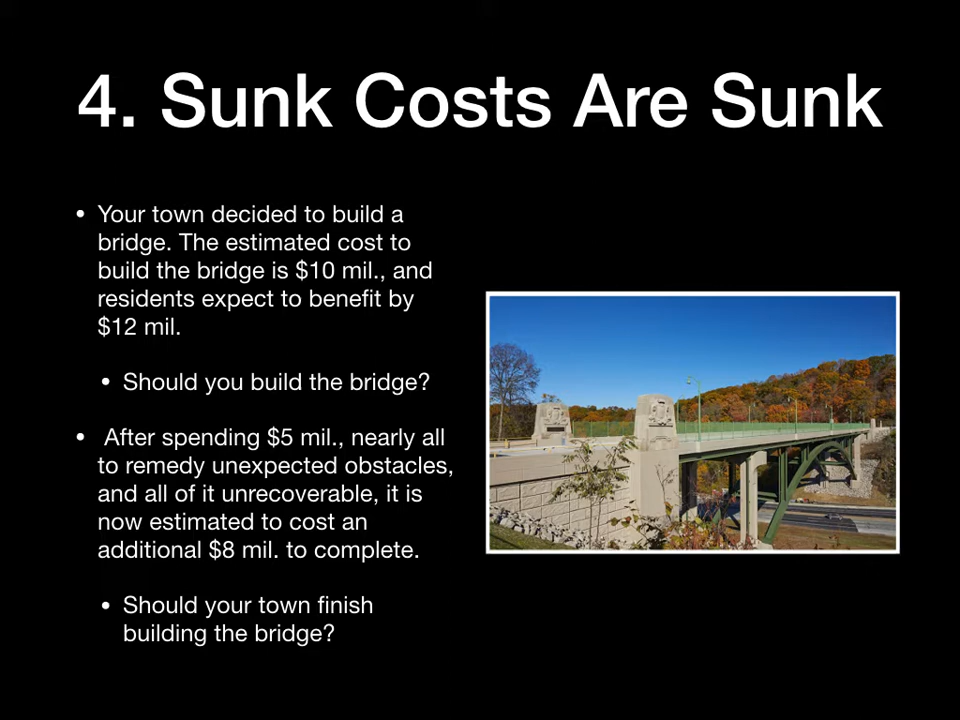 4. Sunk Costs Are Sunk
• Your town decided to build a
bridge. The estimated cost to
build the bridge is $10 mil., and
residents expect to benefit by
$12 mil.
• Should you build the bridge?
• After spending $5 mil., nearly all
to remedy unexpected obstacles,
and all of it unrecoverable, it is
now estimated to cost an
additional $8 mil. to complete.
• Should your town finish
building the bridge?